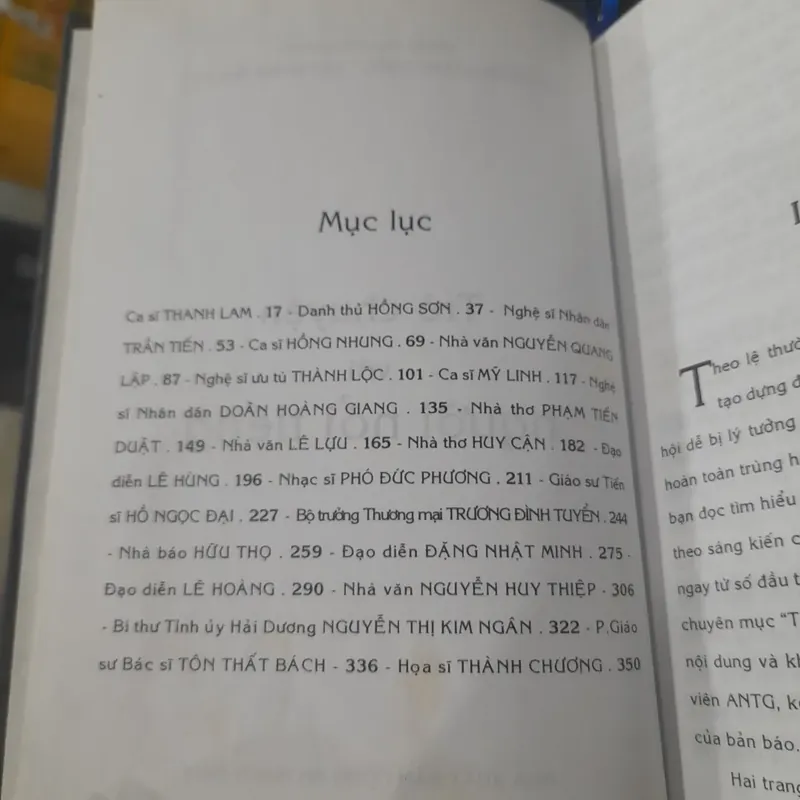 Mục lục
Ca sĩ THANH LAM . 17 - Danh thủ HỒNG SƠN . 37 - Nghệ sĩ Nhân dân
TRẦN TIẾN . 53 - Ca sĩ HỒNG NHUNG . 69 - Nhà văn NGUYỄN QUANG
LẬP . 87 - Nghệ sĩ ưu tú THÀNH LỘC . 101 - Ca sĩ MỸ LINH . 117 - Nghệ
sĩ Nhân dân DOÃN HOÀNG GIANG . 135 - Nhà thơ PHẠM TIẾN
DUẬT . 149 - Nhà văn LÊ LỰU . 165 - Nhà thơ HUY CẬN . 182 - Đạo
diễn LÊ HÙNG . 196 - Nhạc sĩ PHÓ ĐỨC PHƯƠNG . 211 - Giáo sư Tiến
sĩ HỒ NGỌC ĐẠI . 227 - Bộ trưởng Thương mại TRƯƠNG ĐÌNH TUYỂN . 244
- Nhà báo HỮU THỌ . 259 - Đạo diễn ĐẶNG NHẬT MINH . 275 -
Đạo diễn LÊ HOÀNG . 290 - Nhà văn NGUYỄN HUY THIỆP - 306
- Bí thư Tỉnh ủy Hải Dương NGUYỄN THỊ KIM NGÂN . 322 - P.Giáo
sư Bác sĩ TÔN THẤT BÁCH - 336 - Họa sĩ THÀNH CHƯƠNG . 350
Theo lệ thườ
tạo dựng đ
hội dễ bị lý tưởng
hoàn toàn trùng h
bạn đọc tìm hiểu
theo sáng kiến c
ngay từ số đầu t
chuyên mục "T
nội dung và kh
viên ANTG, kể
của bản báo.
Hai trang